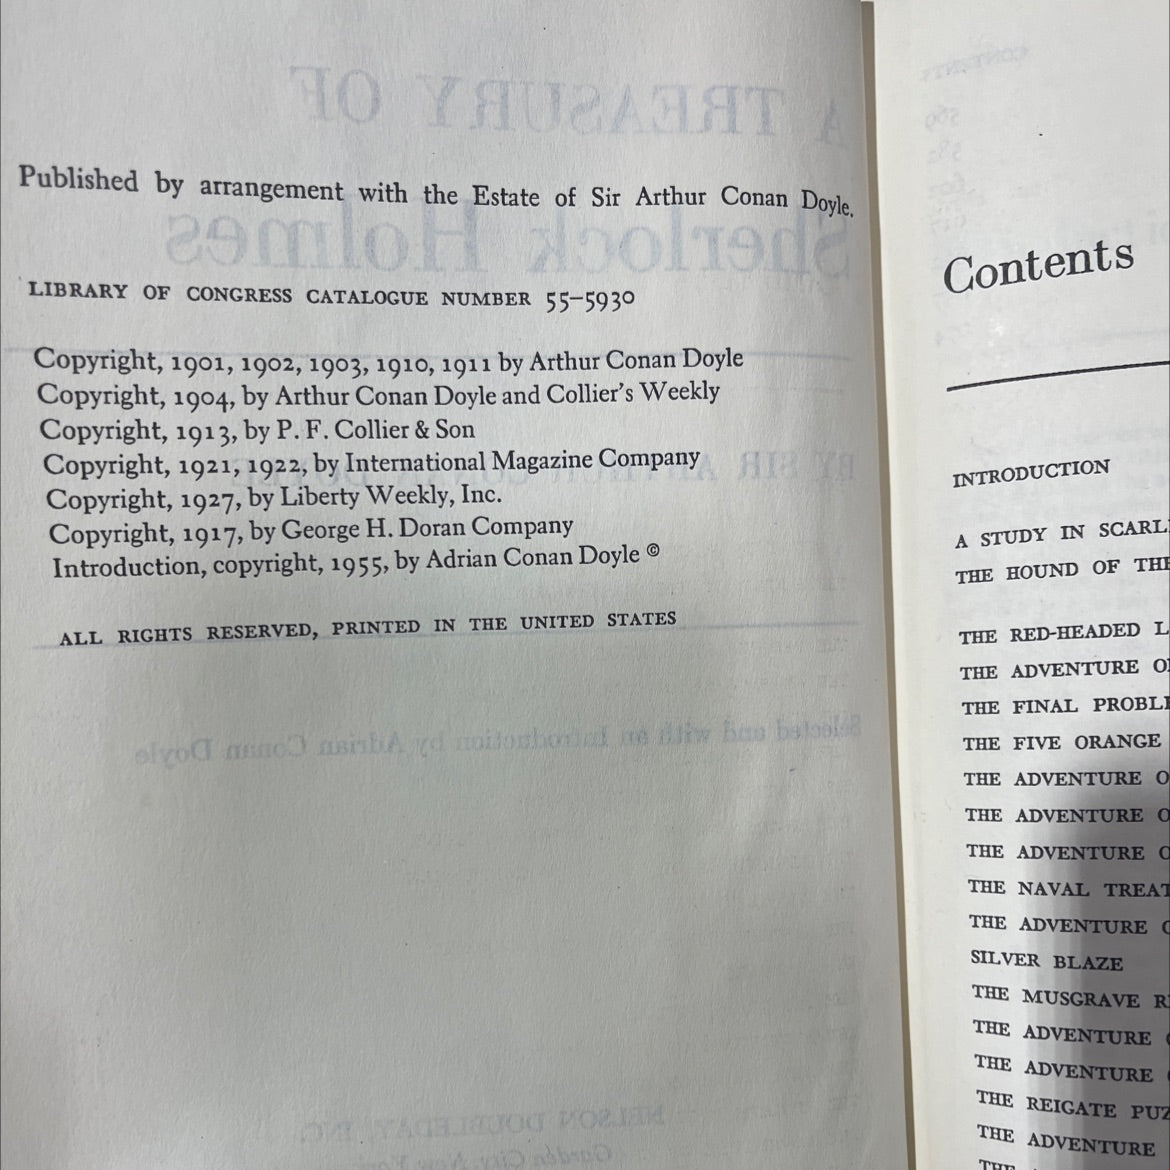 Published by arrangement with the Estate of Sir Arthur Conan Doyle.
LIBRARY OF CONGRESS CATALOGUE NUMBER 55-5930
Copyright, 1901, 1902, 1903, 1910, 1911 by Arthur Conan Doyle
Copyright, 1904, by Arthur Conan Doyle and Collier's Weekly
Copyright, 1913, by P. F. Collier & Son
Copyright, 1921, 1922, by International Magazine Company
Copyright, 1927, by Liberty Weekly, Inc.
Copyright, 1917, by George H. Doran Company
Introduction, copyright, 1955, by Adrian Conan Doyle ©
ALL RIGHTS RESERVED, PRINTED IN THE UNITED STATES
Contents
INTRODUCTION
A STUDY IN SCARL
THE HOUND OF THE
THE RED-HEADED L
THE ADVENTURE O
THE FINAL PROBL
THE FIVE ORANGE
THE ADVENTURE O
THE ADVENTURE O
THE ADVENTURE
THE NAVAL TREAT
THE ADVENTURE
SILVER BLAZE
THE MUSGRAVE R
THE ADVENTURE
THE ADVENTURE
THE REIGATE PUZ
THE ADVENTURE